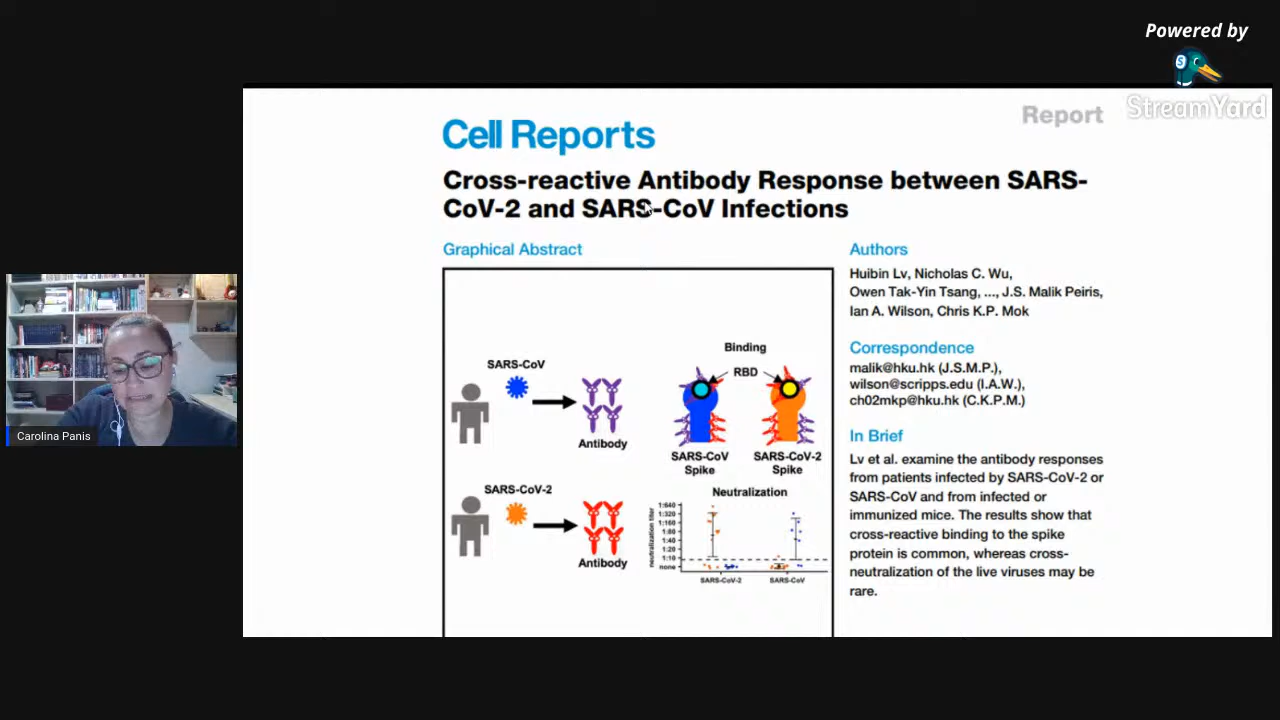 Powered by
StreamYard
Report
Cell Reports
Cross-reactive Antibody Response between SARS-
CoV-2 and SARS-CoV Infections
Graphical Abstract
SARS-CoV
Antibody
SARS-CoV-2
Antibody
Binding
RBD
SARS-CoV
Spike
SARS-CoV-2
Spike
Neutralization
neutralization titer
1:640
1:320
1:160
1:80
1:40
1:20
1:10
none
SARS-CoV-2
SARS-CoV
Authors
Huibin Lv, Nicholas C. Wu,
Owen Tak-Yin Tsang, ..., J.S. Malik Peiris,
Ian A. Wilson, Chris K.P. Mok
Correspondence
malik@hku.hk (J.S.M.P.),
wilson@scripps.edu (I.A.W.),
ch02mkp@hku.hk (C.K.P.M.)
In Brief
Lv et al. examine the antibody responses
from patients infected by SARS-CoV-2 or
SARS-CoV and from infected or
immunized mice. The results show that
cross-reactive binding to the spike
protein is common, whereas cross-
neutralization of the live viruses may be
rare.
Carolina Panis